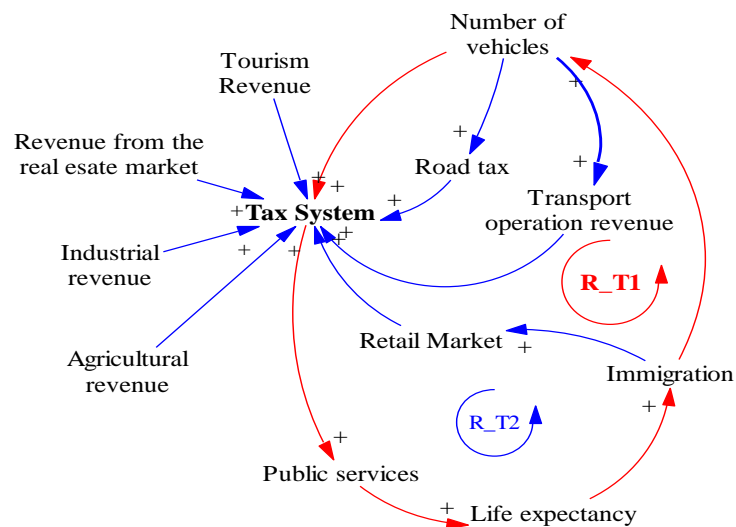 Number of
vehicles
Tourism
Revenue
+
Revenue from the
real esate market
+
+
Road tax
+
+
+
Transport
operation revenue
+
Tax System
+
+
Industrial
revenue
+
+
+
R_T1
Retail Market
+
Agricultural
revenue
Immigration
+
R_T2
+
Public services
+
Life expectancy